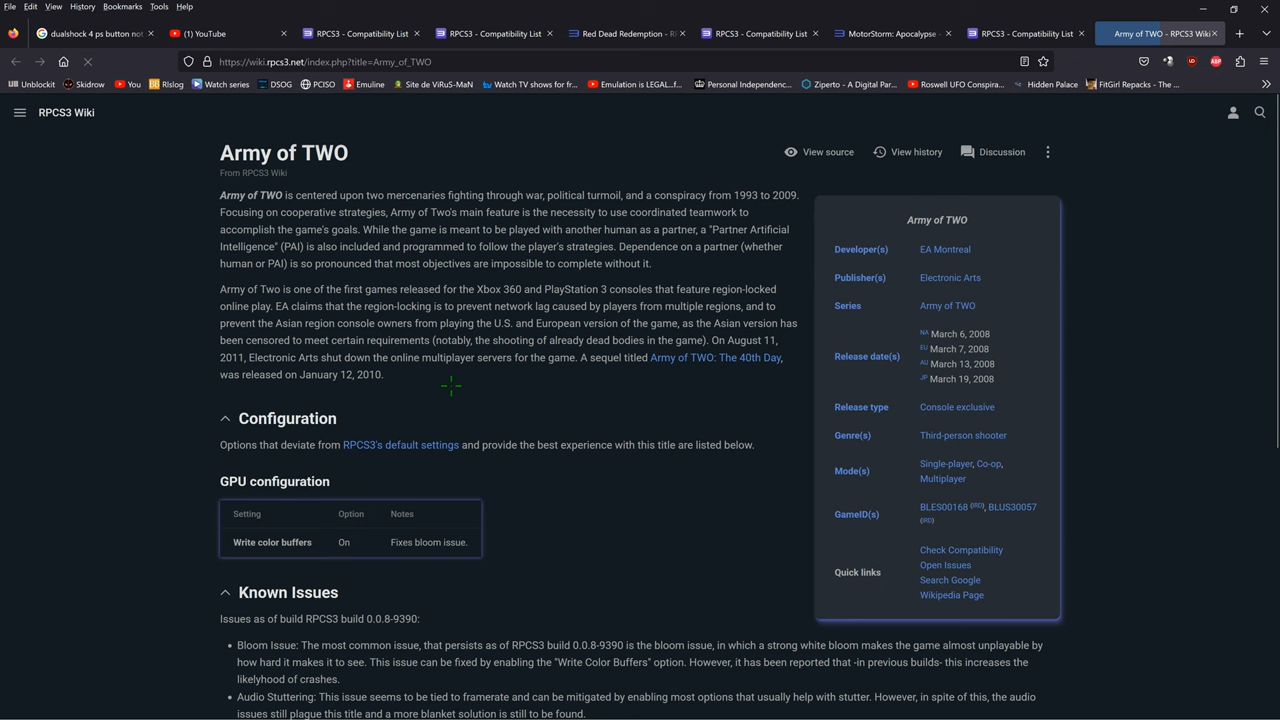 File Edit View History Bookmarks Tools Help
dualshock 4 ps button not
(1) YouTube
RPCS3 - Compatibility List
RPCS3 - Compatibility List
Red Dead Redemption - R
RPCS3 - Compatibility List
MotorStorm: Apocalypse -
RPCS3 - Compatibility List
Army of TWO - RPCS3 Wiki
https://wiki.rpcs3.net/index.php?title=Army_of_TWO
Unblockit Skidrow You Rlslog Watch series DSOG PCISO Emuline Site de ViRuS-MaN Watch TV shows for fr... Emulation is LEGAL...f... Personal Independenc... Ziperto - A Digital Par... Roswell UFO Conspira... Hidden Palace FitGirl Repacks - The ...
RPCS3 Wiki
Army of TWO
View source View history Discussion
From RPCS3 Wiki
Army of TWO is centered upon two mercenaries fighting through war, political turmoil, and a conspiracy from 1993 to 2009.
Focusing on cooperative strategies, Army of Two's main feature is the necessity to use coordinated teamwork to
accomplish the game's goals. While the game is meant to be played with another human as a partner, a "Partner Artificial
Intelligence" (PAI) is also included and programmed to follow the player's strategies. Dependence on a partner (whether
human or PAI) is so pronounced that most objectives are impossible to complete without it.
Army of Two is one of the first games released for the Xbox 360 and PlayStation 3 consoles that feature region-locked
online play. EA claims that the region-locking is to prevent network lag caused by players from multiple regions, and to
prevent the Asian region console owners from playing the U.S. and European version of the game, as the Asian version has
been censored to meet certain requirements (notably, the shooting of already dead bodies in the game). On August 11,
2011, Electronic Arts shut down the online multiplayer servers for the game. A sequel titled Army of TWO: The 40th Day,
was released on January 12, 2010.
Configuration
Options that deviate from RPCS3's default settings and provide the best experience with this title are listed below.
GPU configuration
Setting Option Notes
Write color buffers On Fixes bloom issue.
Known Issues
Issues as of build RPCS3 build 0.0.8-9390:
Bloom Issue: The most common issue, that persists as of RPCS3 build 0.0.8-9390 is the bloom issue, in which a strong white bloom makes the game almost unplayable by
how hard it makes it to see. This issue can be fixed by enabling the "Write Color Buffers" option. However, it has been reported that -in previous builds- this increases the
likelyhood of crashes.
Audio Stuttering: This issue seems to be tied to framerate and can be mitigated by enabling most options that usually help with stutter. However, in spite of this, the audio
issues still plague this title and a more blanket solution is still to be found.
Army of TWO
Developer(s) EA Montreal
Publisher(s) Electronic Arts
Series Army of TWO
Release date(s)
NA March 6, 2008
EU March 7, 2008
AU March 13, 2008
JP March 19, 2008
Release type Console exclusive
Genre(s) Third-person shooter
Mode(s) Single-player, Co-op,
Multiplayer
GameID(s) BLES00168 (IRD), BLUS30057
(IRD)
Quick links
Check Compatibility
Open Issues
Search Google
Wikipedia Page